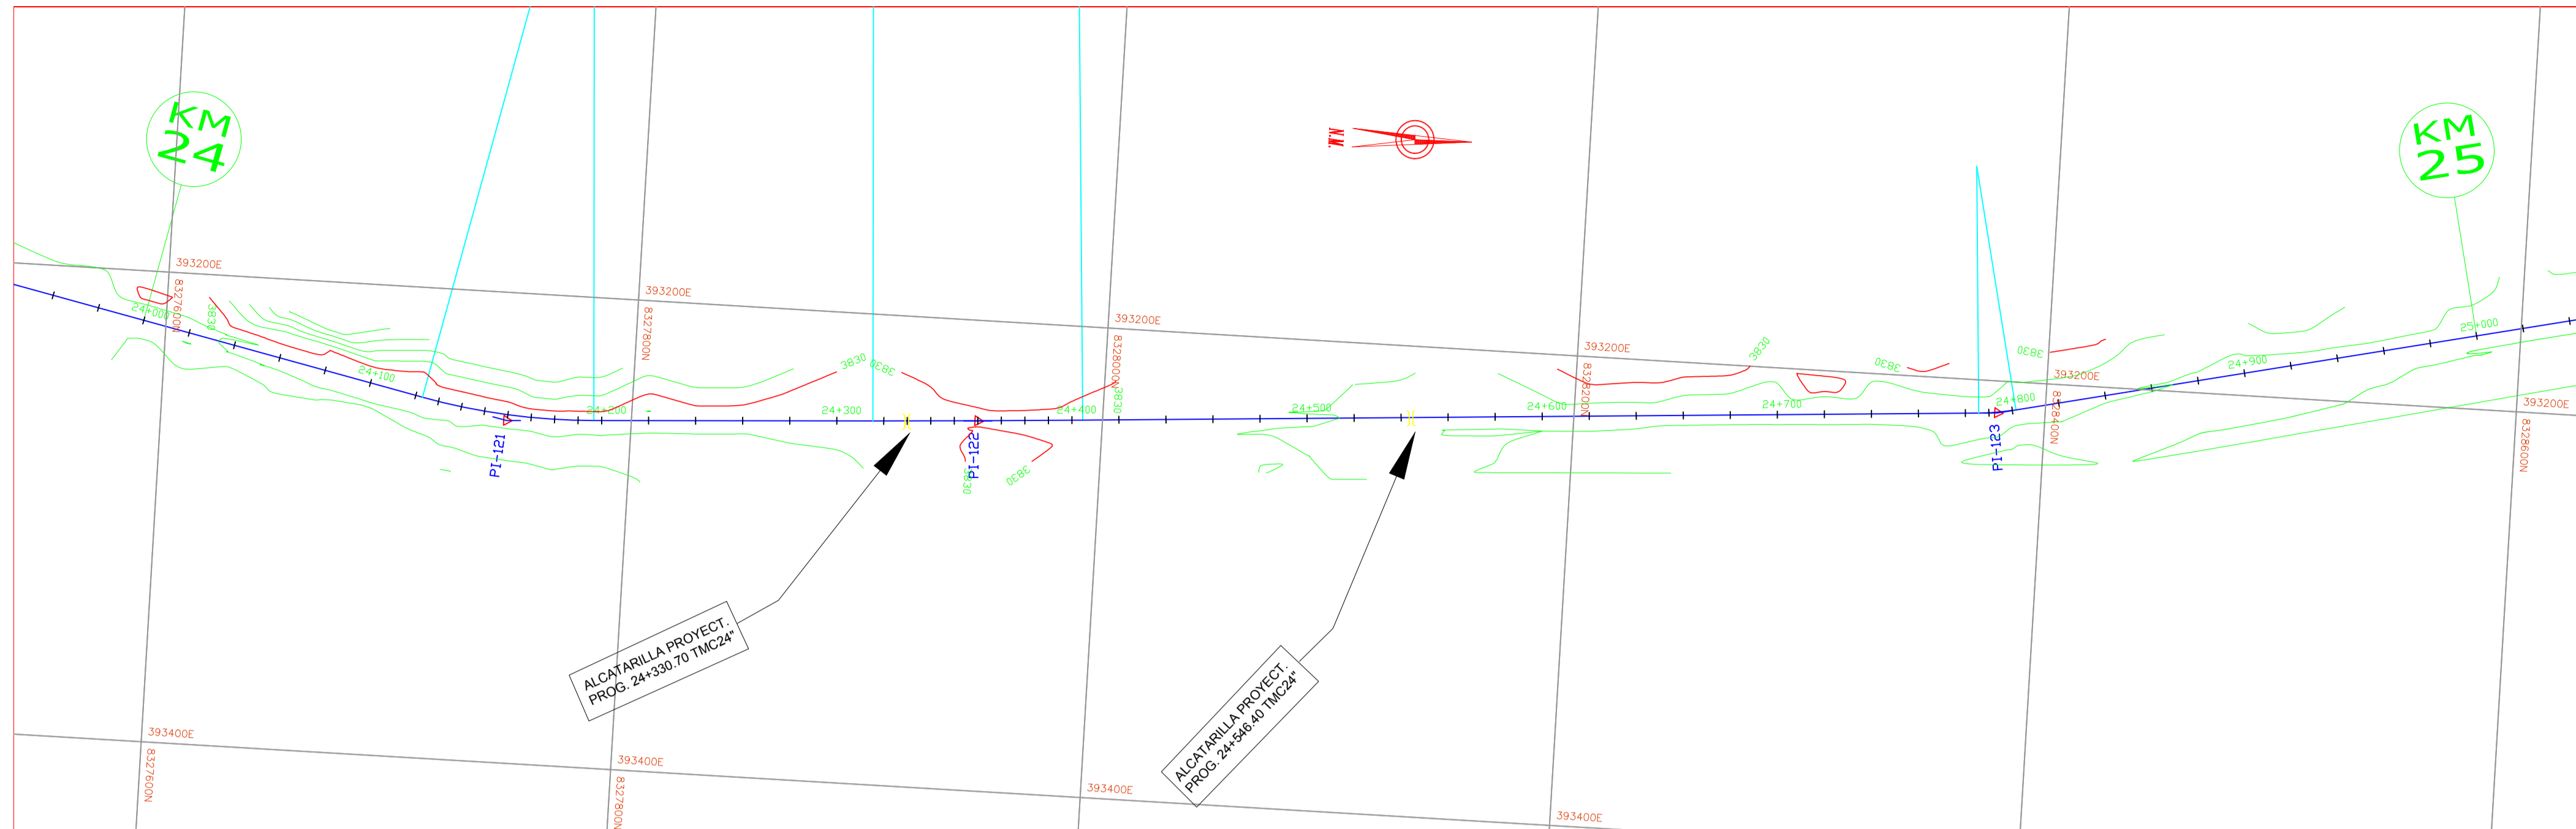 KM
24
KM
25
N.M.
393200E
8327600N
393200E
8327800N
393200E
8328000N
393200E
8328200N
393200E
8328400N
393200E
8328600N
24+000
3830
24+100
24+200
24+300
3830
3830
24+400
3830
24+500
24+600
24+700
3830
3830
24+800
3830
24+900
25+000
PI-121
PI-122
PI-123
3830
3830
ALCATARILLA PROYECT.
PROG. 24+330.70 TMC24"
ALCATARILLA PROYECT.
PROG. 24+546.40 TMC24"
393400E
8327600N
393400E
8327800N
393400E
393400E